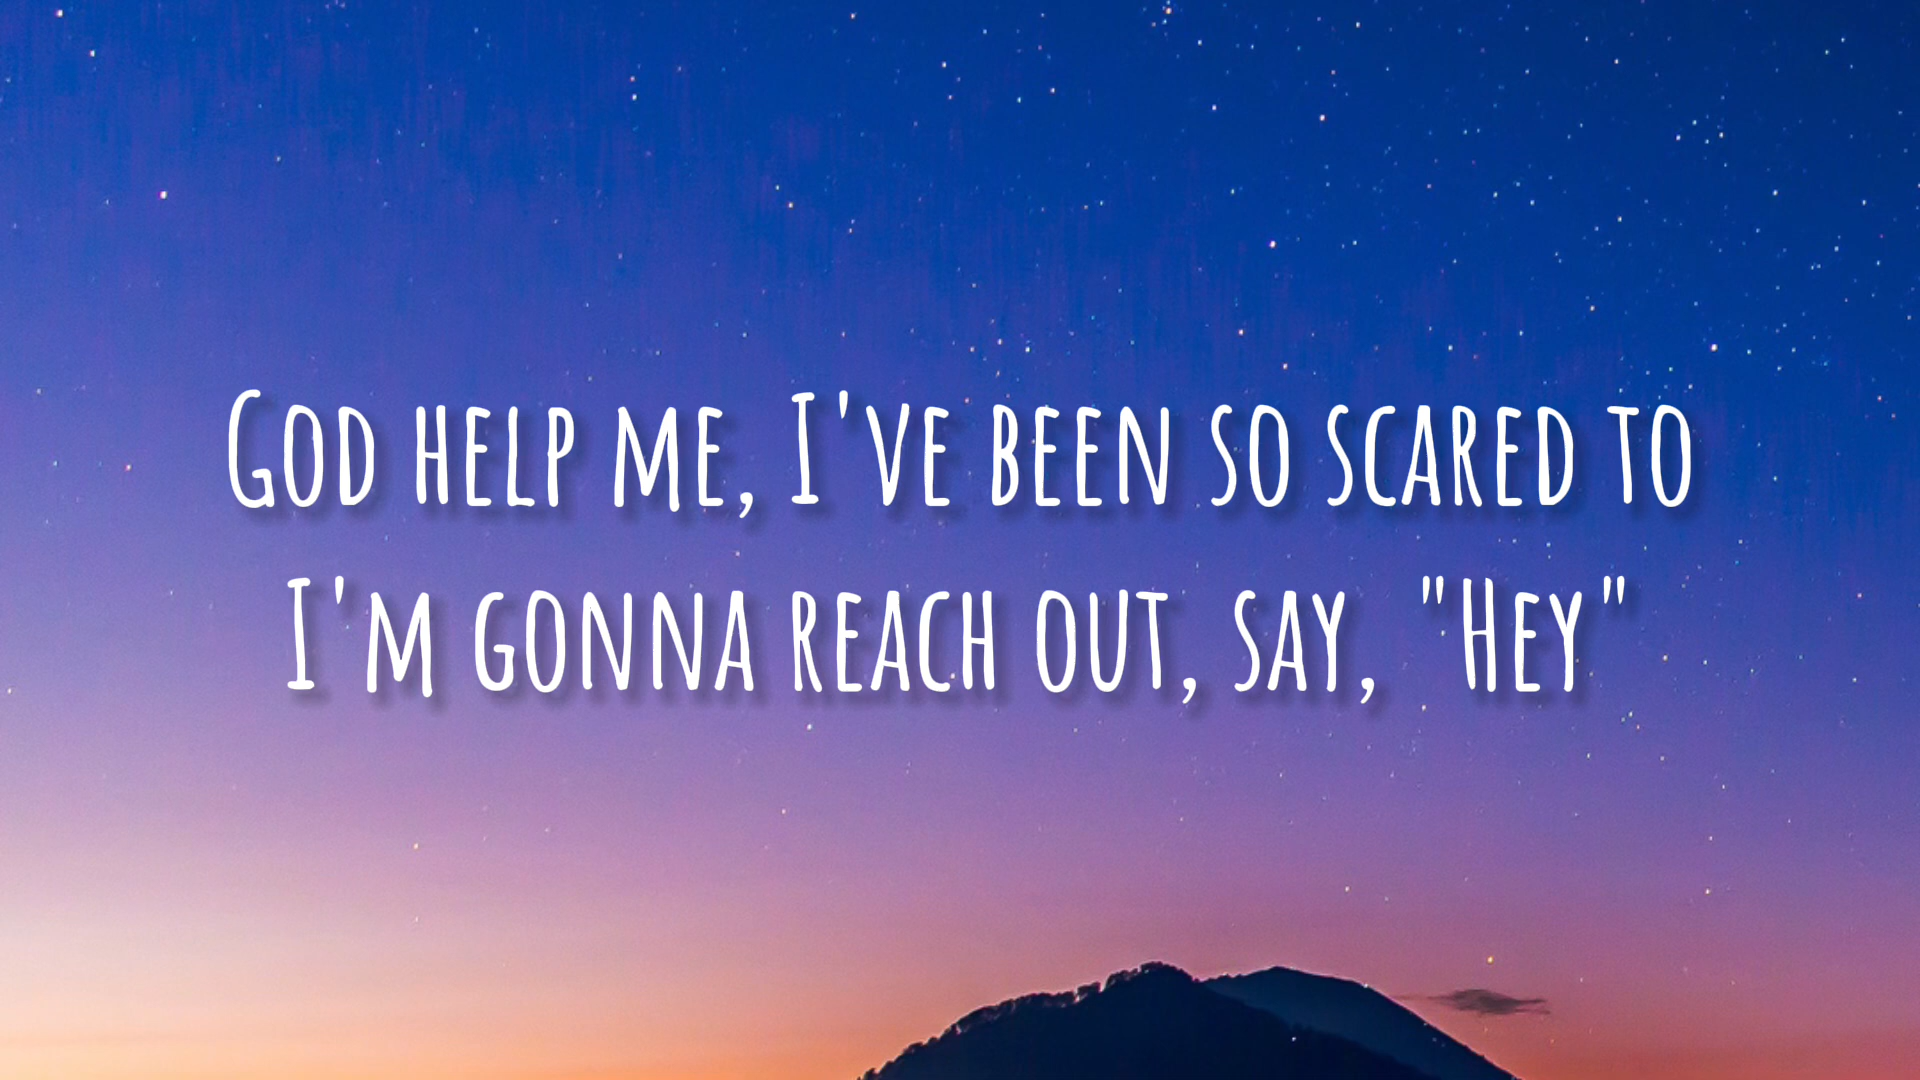 God help me, I've been so scared to
I'm gonna reach out, say, "Hey"